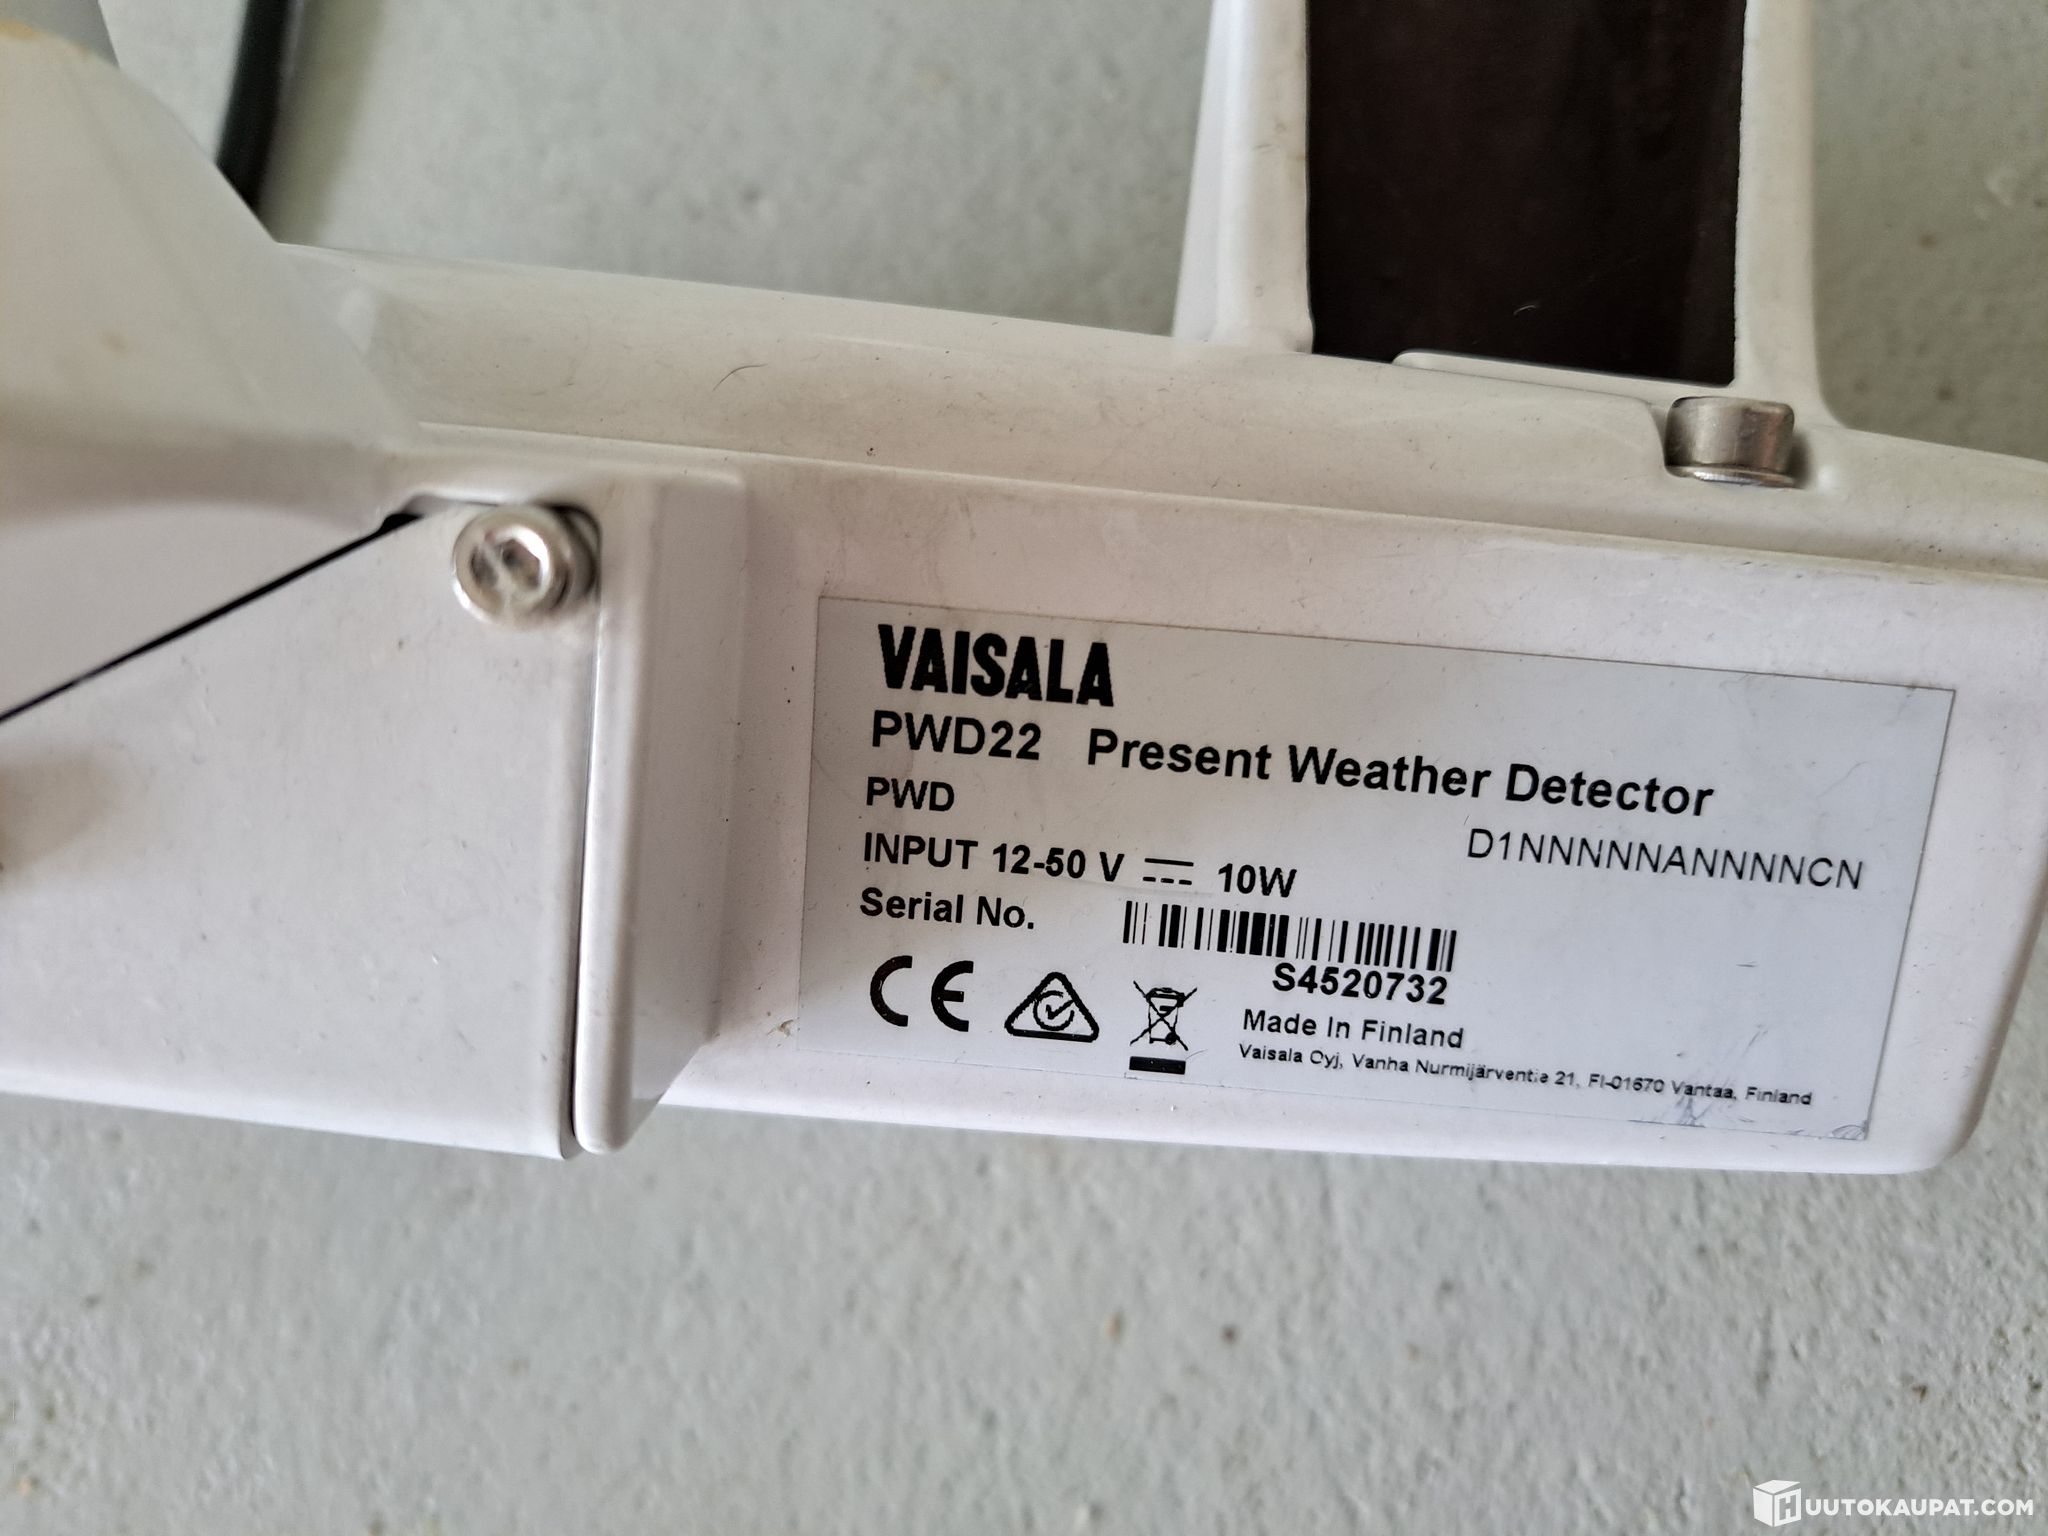 VAISALA
PWD22 Present Weather Detector
PWD
D1NNNNNANNNNCN
INPUT 12-50 V 10W
Serial No.
S4520732
CE
Made In Finland
Vaisala Oyj, Vanha Nurmijärventie 21, FI-01670 Vantaa, Finland
HUUTOKAUPAT.COM